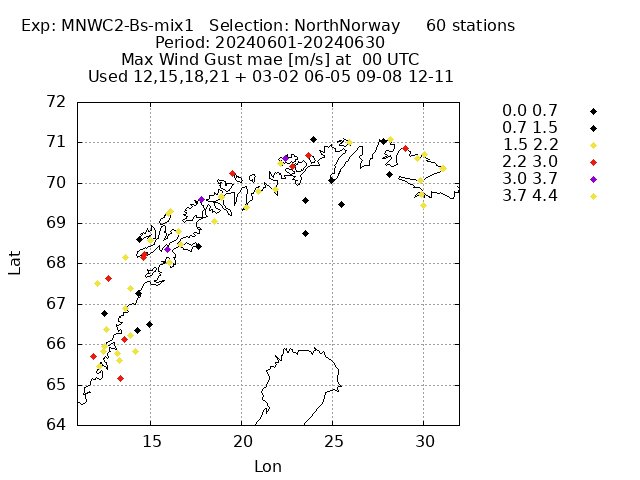 Exp: MNWC2-Bs-mix1 Selection: NorthNorway 60 stations
Period: 20240601-20240630
Max Wind Gust mae [m/s] at 00 UTC
Used 12,15,18,21 + 03-02 06-05 09-08 12-11
72
71
70
69
68
67
66
65
64
Lat
15 20 25 30
Lon
0.0 0.7
0.7 1.5
1.5 2.2
2.2 3.0
3.0 3.7
3.7 4.4